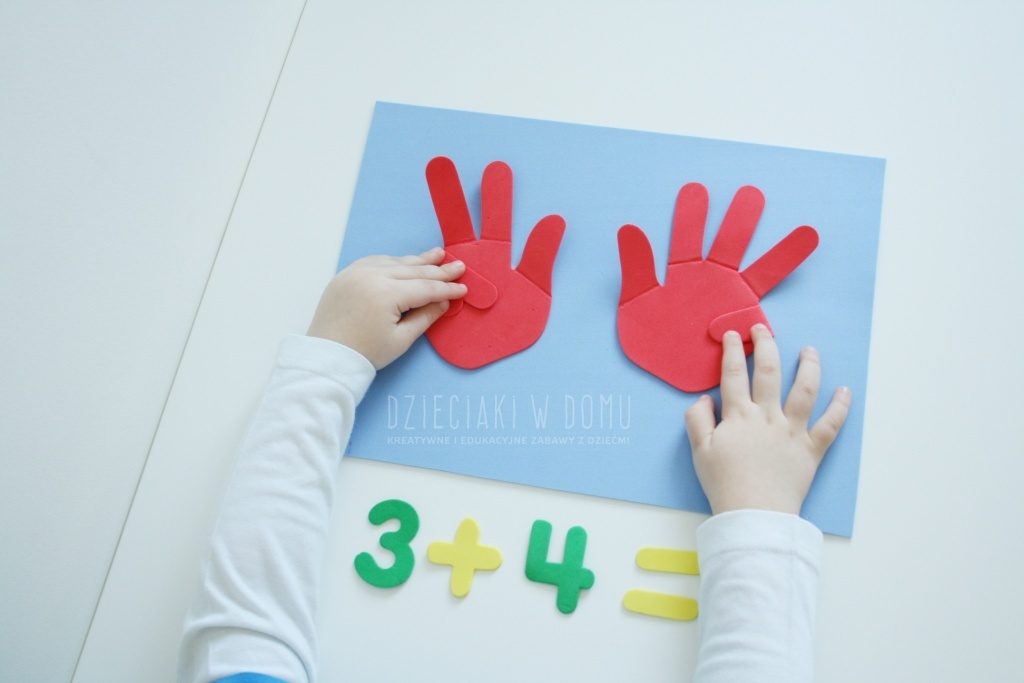 DZIECIAKI W DOMU
KREATYWNE I EDUKACYJNE ZABAWY Z DZIEĆMI
3 + 4 =